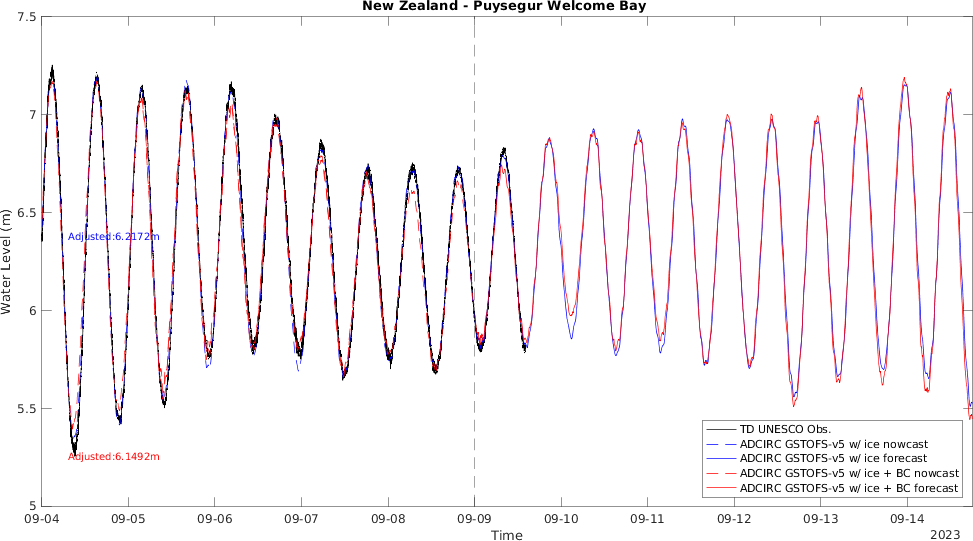 New Zealand - Puysegur Welcome Bay
7.5
7
6.5
6
5.5
5
Water Level (m)
Adjusted:6.2172m
Adjusted:6.1492m
TD UNESCO Obs.
ADCIRC GSTOFS-v5 w/ ice nowcast
ADCIRC GSTOFS-v5 w/ ice forecast
ADCIRC GSTOFS-v5 w/ ice + BC nowcast
ADCIRC GSTOFS-v5 w/ ice + BC forecast
09-04 09-05 09-06 09-07 09-08 09-09 09-10 09-11 09-12 09-13 09-14
Time
2023